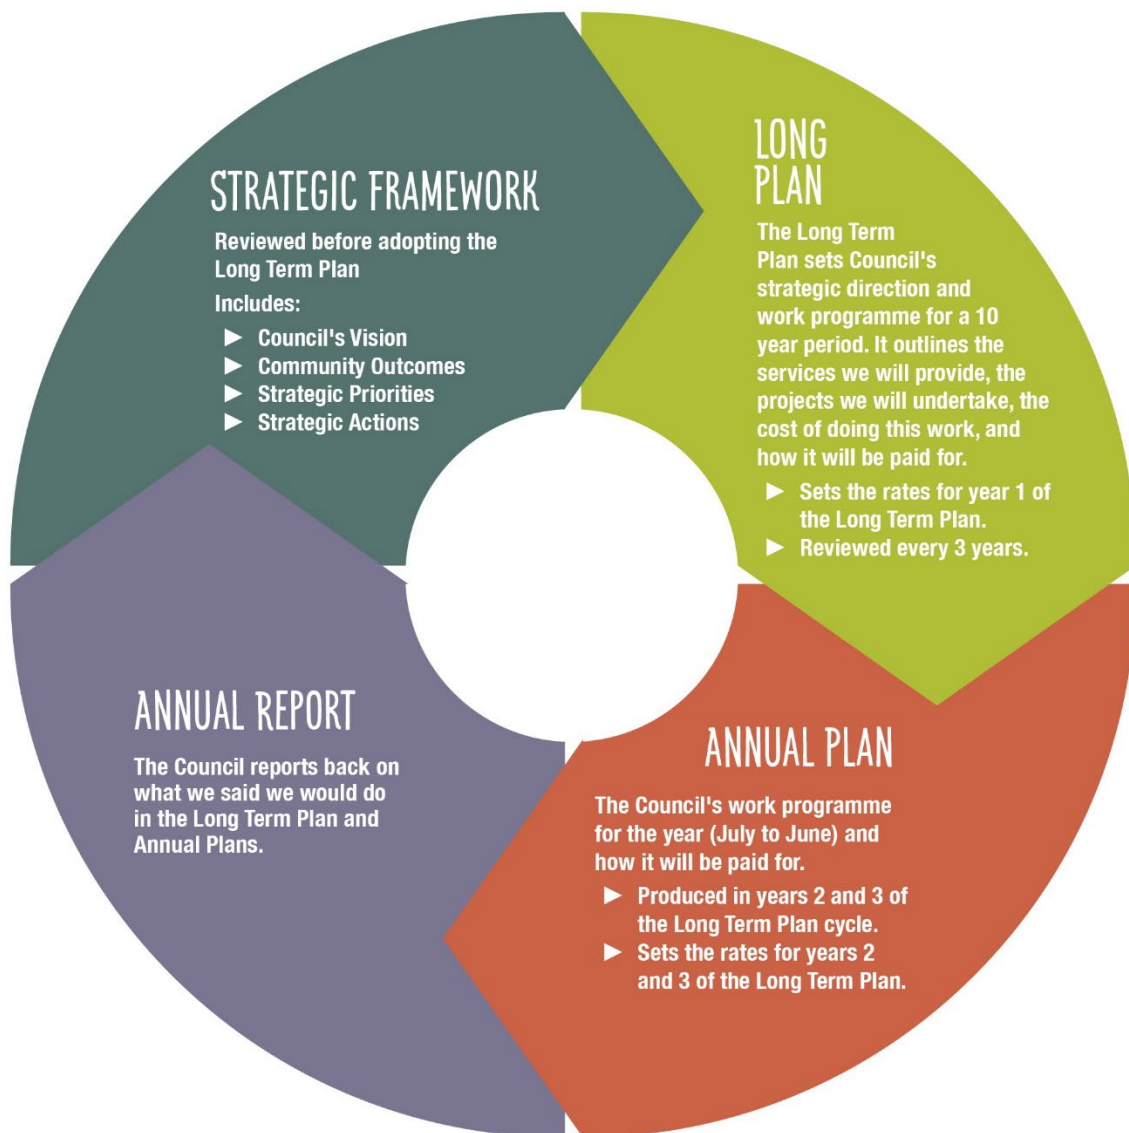 STRATEGIC FRAMEWORK
Reviewed before adopting the
Long Term Plan
Includes:
► Council's Vision
► Community Outcomes
► Strategic Priorities
► Strategic Actions
LONG
PLAN
The Long Term
Plan sets Council's
strategic direction and
work programme for a 10
year period. It outlines the
services we will provide, the
projects we will undertake, the
cost of doing this work, and
how it will be paid for.
► Sets the rates for year 1 of
the Long Term Plan.
► Reviewed every 3 years.
ANNUAL PLAN
The Council's work programme
for the year (July to June) and
how it will be paid for.
► Produced in years 2 and 3 of
the Long Term Plan cycle.
► Sets the rates for years 2
and 3 of the Long Term Plan.
ANNUAL REPORT
The Council reports back on
what we said we would do
in the Long Term Plan and
Annual Plans.